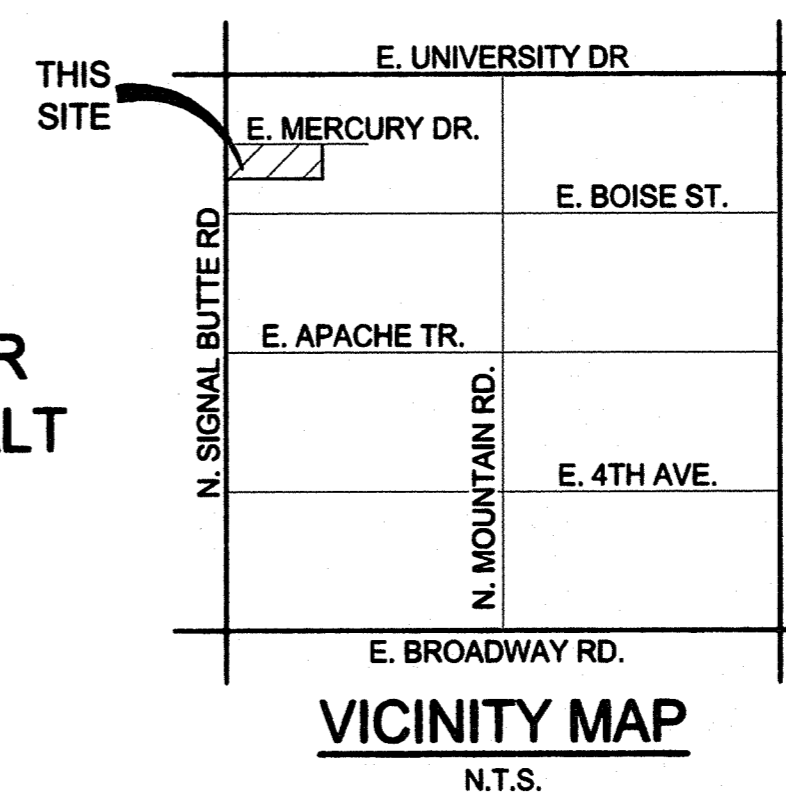 E. UNIVERSITY DR
THIS
SITE
E. MERCURY DR.
E. BOISE ST.
N. SIGNAL BUTTE RD
E. APACHE TR.
N. MOUNTAIN RD.
E. 4TH AVE.
E. BROADWAY RD.
VICINITY MAP
N.T.S.